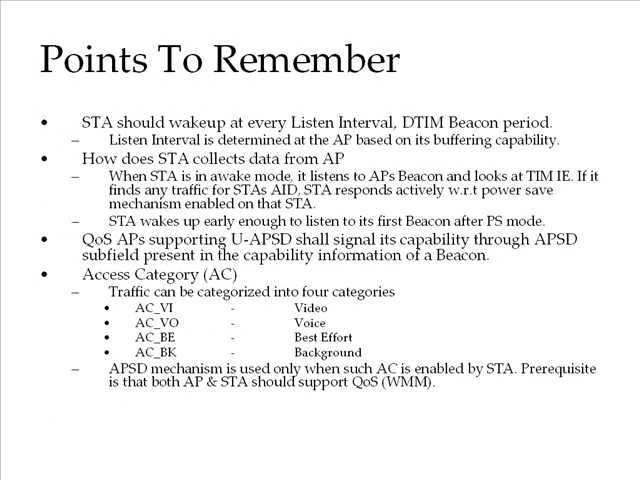 Points To Remember
• STA should wakeup at every Listen Interval, DTIM Beacon period.
– Listen Interval is determined at the AP based on its buffering capability.
• How does STA collects data from AP
– When STA is in awake mode, it listens to APs Beacon and looks at TIM IE. If it
finds any traffic for STAs AID, STA responds actively w.r.t power save
mechanism enabled on that STA.
– STA wakes up early enough to listen to its first Beacon after PS mode.
• QoS APs supporting U-APSD shall signal its capability through APSD
subfield present in the capability information of a Beacon.
• Access Category (AC)
– Traffic can be categorized into four categories
• AC_VI - Video
• AC_VO - Voice
• AC_BE - Best Effort
• AC_BK - Background
– APSD mechanism is used only when such AC is enabled by STA. Prerequisite
is that both AP & STA should support QoS (WMM).